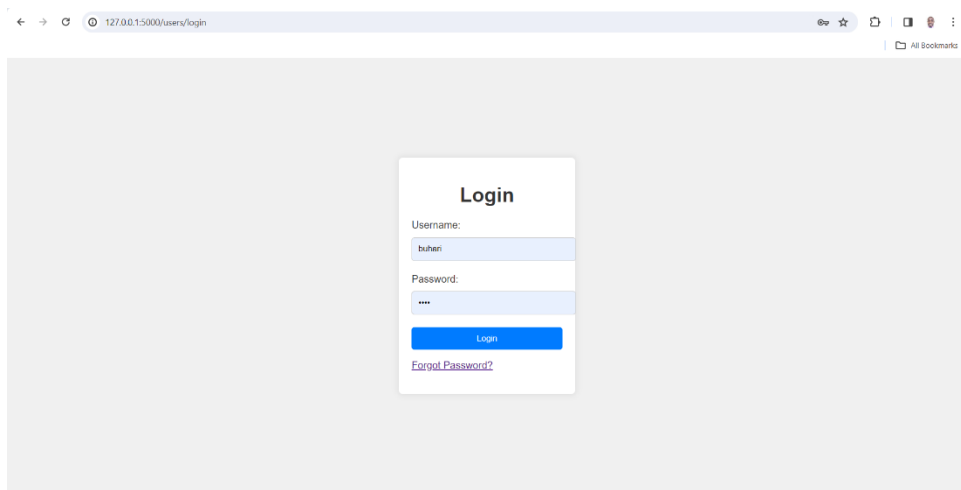 127.0.0.1:5000/users/login
All Bookmarks
Login
Username:
buhari
Password:
••••
Login
Forgot Password?